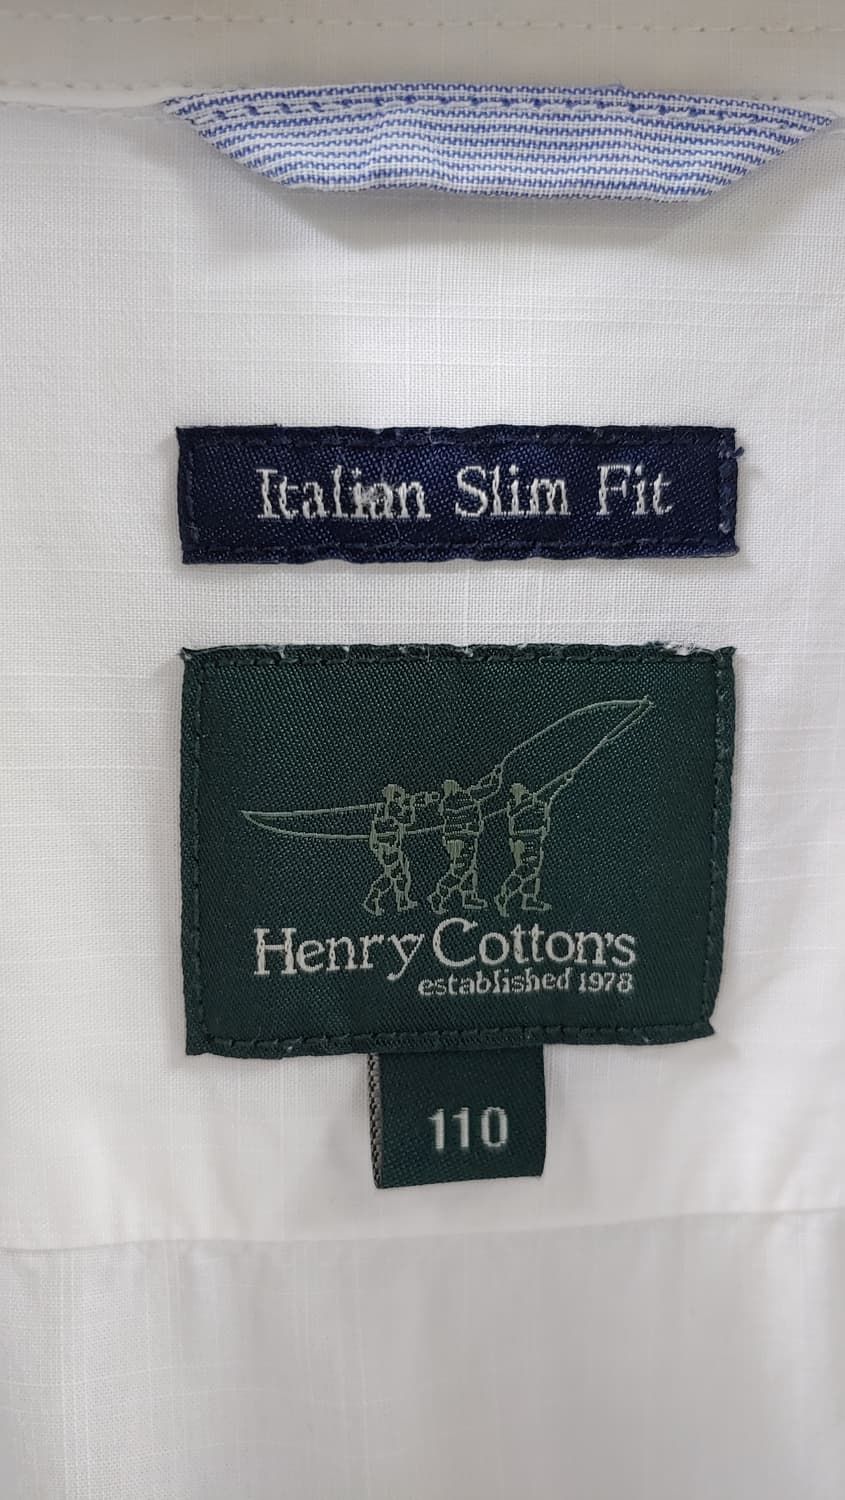 Italian Slim Fit
Henry Cotton's
established 1978
110